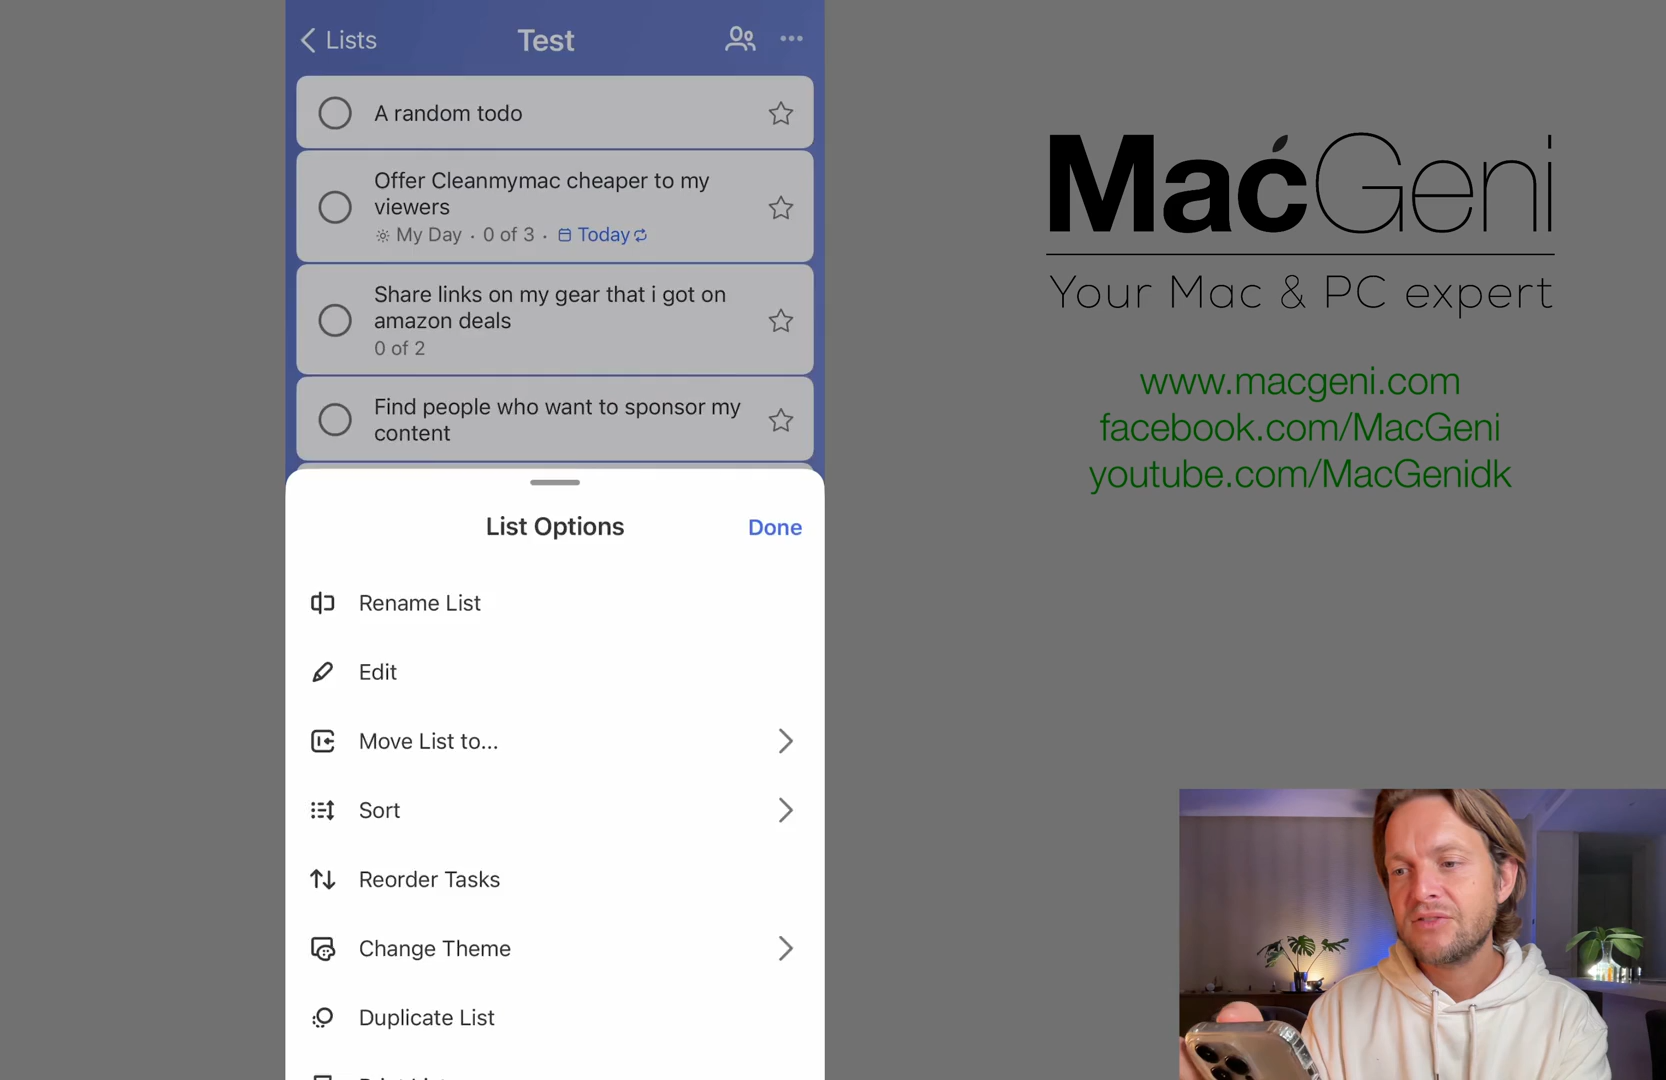 Lists
Test
A random todo
Offer Cleanmymac cheaper to my
viewers
My Day · 0 of 3 · Today
Share links on my gear that i got on
amazon deals
0 of 2
Find people who want to sponsor my
content
List Options
Done
Rename List
Edit
Move List to...
Sort
Reorder Tasks
Change Theme
Duplicate List
MacGeni
Your Mac & PC expert
www.macgeni.com
facebook.com/MacGeni
youtube.com/MacGenidk